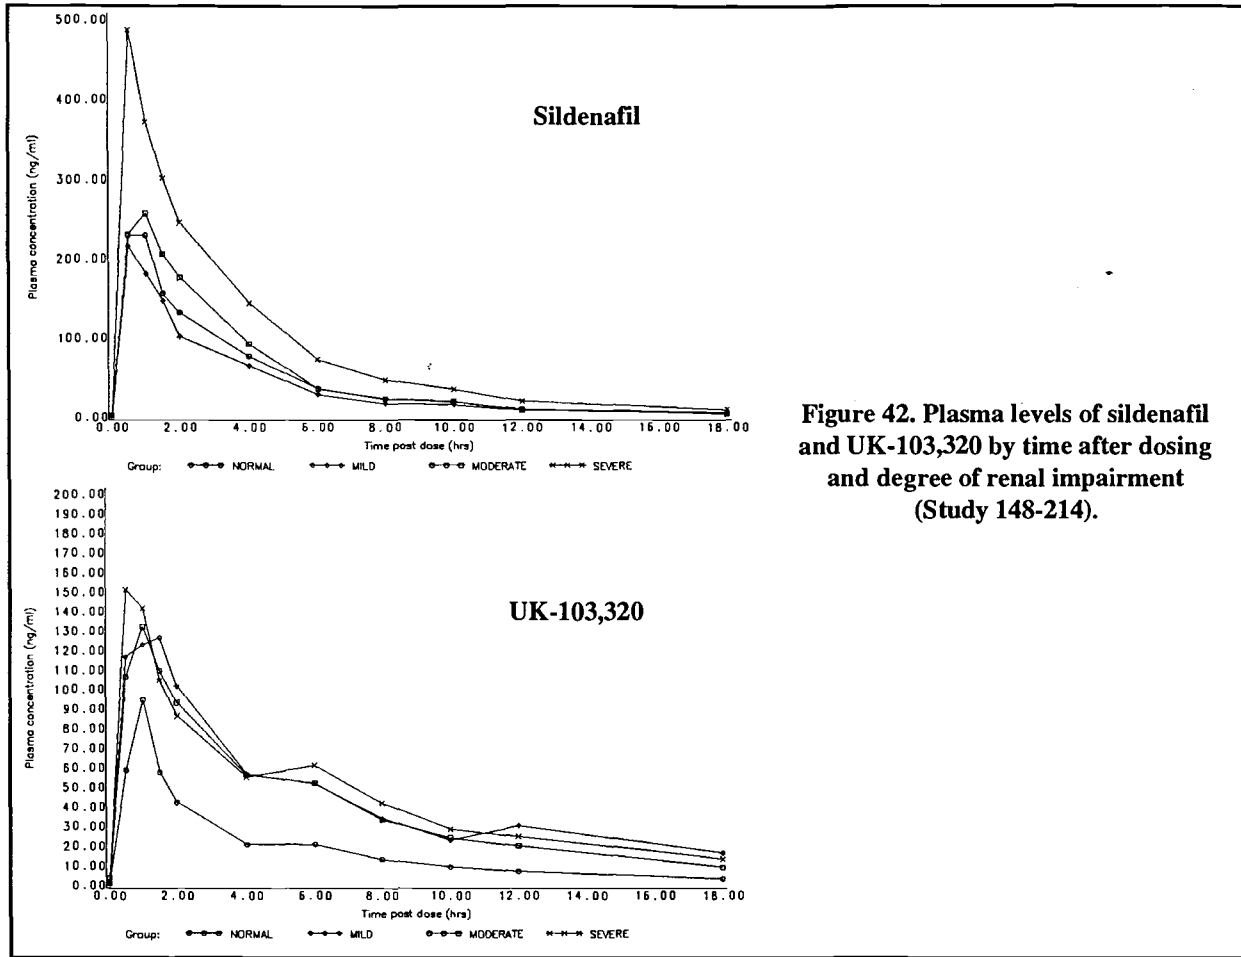 500.00
400.00
300.00
200.00
100.00
0.00
Plasma concentration (ng/ml)
Sildenafil
0.00 2.00 4.00 6.00 8.00 10.00 12.00 14.00 16.00 18.00
Time post dose (hrs)
Group: NORMAL MILD MODERATE SEVERE
Figure 42. Plasma levels of sildenafil
and UK-103,320 by time after dosing
and degree of renal impairment
(Study 148-214).
200.00
190.00
180.00
170.00
160.00
150.00
140.00
130.00
120.00
110.00
100.00
90.00
80.00
70.00
60.00
50.00
40.00
30.00
20.00
10.00
0.00
Plasma concentration (ng/ml)
UK-103,320
0.00 2.00 4.00 6.00 8.00 10.00 12.00 14.00 16.00 18.00
Time post dose (hrs)
Group: NORMAL MILD MODERATE SEVERE